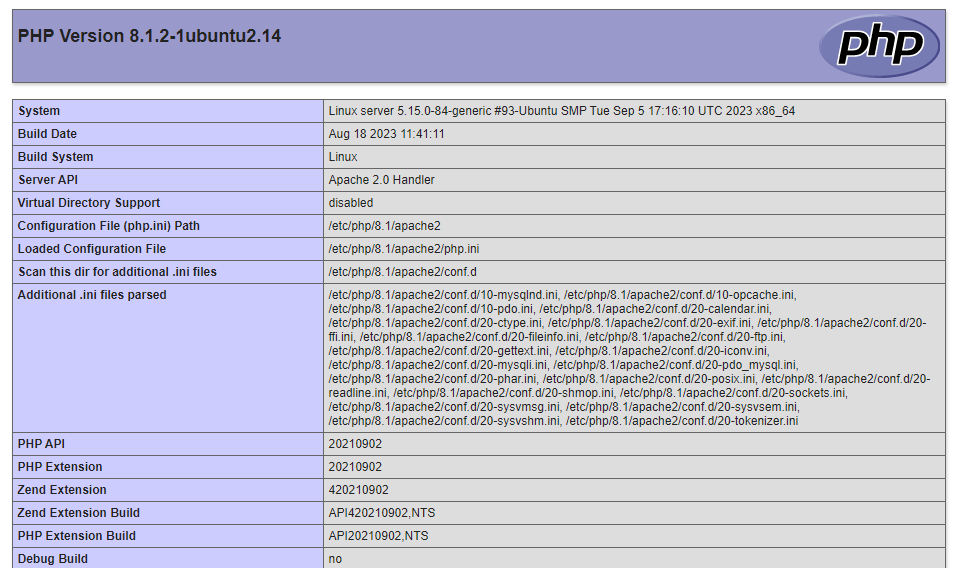 PHP Version 8.1.2-1ubuntu2.14
php
System Linux server 5.15.0-84-generic #93-Ubuntu SMP Tue Sep 5 17:16:10 UTC 2023 x86_64
Build Date Aug 18 2023 11:41:11
Build System Linux
Server API Apache 2.0 Handler
Virtual Directory Support disabled
Configuration File (php.ini) Path /etc/php/8.1/apache2
Loaded Configuration File /etc/php/8.1/apache2/php.ini
Scan this dir for additional .ini files /etc/php/8.1/apache2/conf.d
Additional .ini files parsed /etc/php/8.1/apache2/conf.d/10-mysqlnd.ini, /etc/php/8.1/apache2/conf.d/10-opcache.ini,
/etc/php/8.1/apache2/conf.d/10-pdo.ini, /etc/php/8.1/apache2/conf.d/20-calendar.ini,
/etc/php/8.1/apache2/conf.d/20-ctype.ini, /etc/php/8.1/apache2/conf.d/20-exif.ini, /etc/php/8.1/apache2/conf.d/20-
ffi.ini, /etc/php/8.1/apache2/conf.d/20-fileinfo.ini, /etc/php/8.1/apache2/conf.d/20-ftp.ini,
/etc/php/8.1/apache2/conf.d/20-gettext.ini, /etc/php/8.1/apache2/conf.d/20-iconv.ini,
/etc/php/8.1/apache2/conf.d/20-mysqli.ini, /etc/php/8.1/apache2/conf.d/20-pdo_mysql.ini,
/etc/php/8.1/apache2/conf.d/20-phar.ini, /etc/php/8.1/apache2/conf.d/20-posix.ini, /etc/php/8.1/apache2/conf.d/20-
readline.ini, /etc/php/8.1/apache2/conf.d/20-shmop.ini, /etc/php/8.1/apache2/conf.d/20-sockets.ini,
/etc/php/8.1/apache2/conf.d/20-sysvmsg.ini, /etc/php/8.1/apache2/conf.d/20-sysvsem.ini,
/etc/php/8.1/apache2/conf.d/20-sysvshm.ini, /etc/php/8.1/apache2/conf.d/20-tokenizer.ini
PHP API 20210902
PHP Extension 20210902
Zend Extension 420210902
Zend Extension Build API420210902,NTS
PHP Extension Build API20210902,NTS
Debug Build no